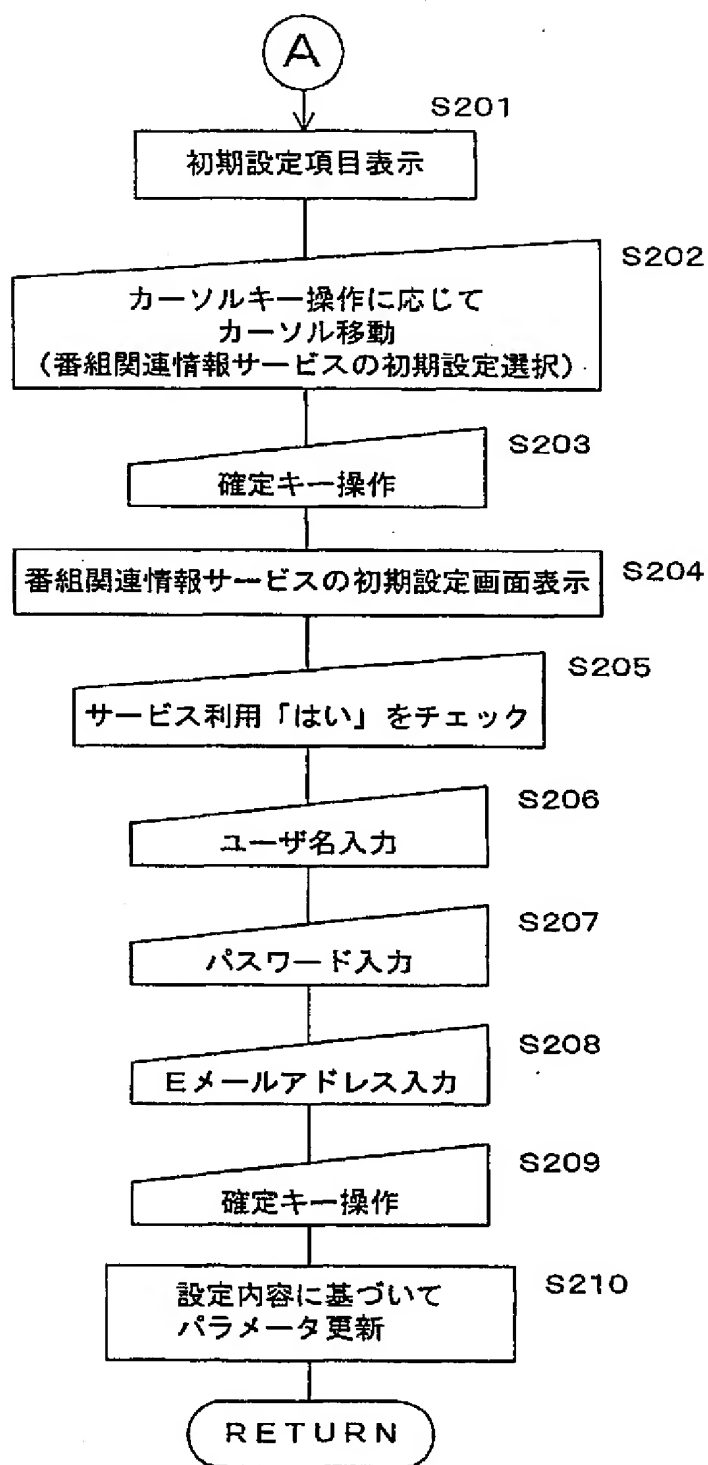 A
S201
初期設定項目表示
S202
カーソルキー操作に応じて
カーソル移動
(番組関連情報サービスの初期設定選択)
S203
確定キー操作
S204
番組関連情報サービスの初期設定画面表示
S205
サービス利用「はい」をチェック
S206
ユーザ名入力
S207
パスワード入力
S208
Eメールアドレス入力
S209
確定キー操作
S210
設定内容に基づいて
パラメータ更新
RETURN